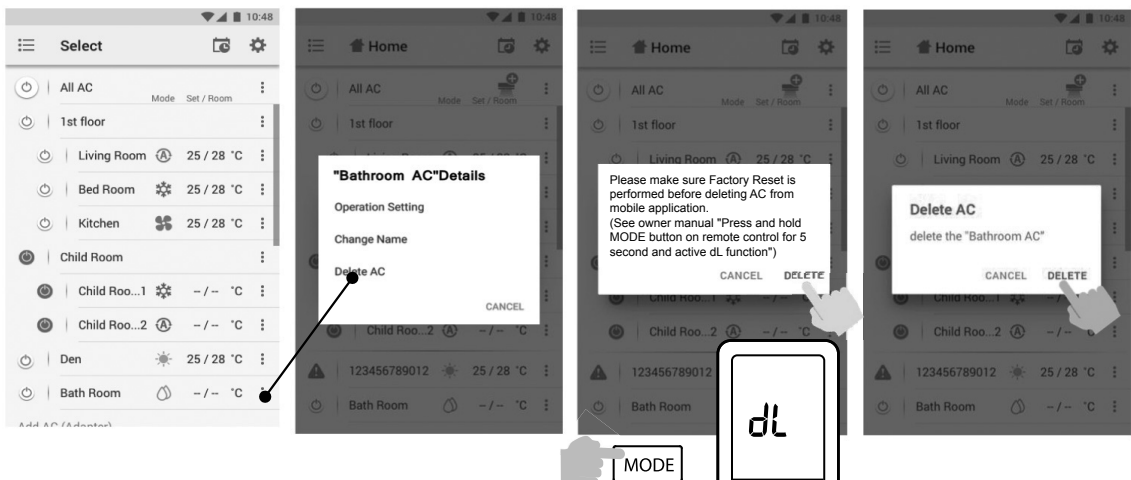 10:48
Select
All AC
Mode Set / Room
1st floor
Living Room A 25 / 28 °C
Bed Room 25 / 28 °C
Kitchen 25 / 28 °C
Child Room
Child Roo...1 -- / -- °C
Child Roo...2 A -- / -- °C
Den 25 / 28 °C
Bath Room -- / -- °C
Add AC (Adapter)
10:48
Home
All AC
Mode Set / Room
1st floor
"Bathroom AC"Details
Operation Setting
Change Name
Delete AC
CANCEL
Child Roo...2 A -- / -- °C
123456789012 25 / 28 °C
Bath Room -- / -- °C
10:48
Home
All AC
Mode Set / Room
1st floor
Living Room A 25 / 28 °C
Please make sure Factory Reset is
performed before deleting AC from
mobile application.
(See owner manual "Press and hold
MODE button on remote control for 5
second and active dL function")
CANCEL DELETE
Child Roo...1 -- / --
Child Roo...2 A -- / -- °C
123456789012
Bath Room
MODE
dL
10:48
Home
All AC
Mode Set / Room
1st floor
Living Room A 25 / 28 °C
Delete AC
delete the "Bathroom AC"
CANCEL DELETE
Child Roo...1 -- / --
Child Roo...2 A -- / -- °C
123456789012 25 / 28 °C
Bath Room -- / -- °C